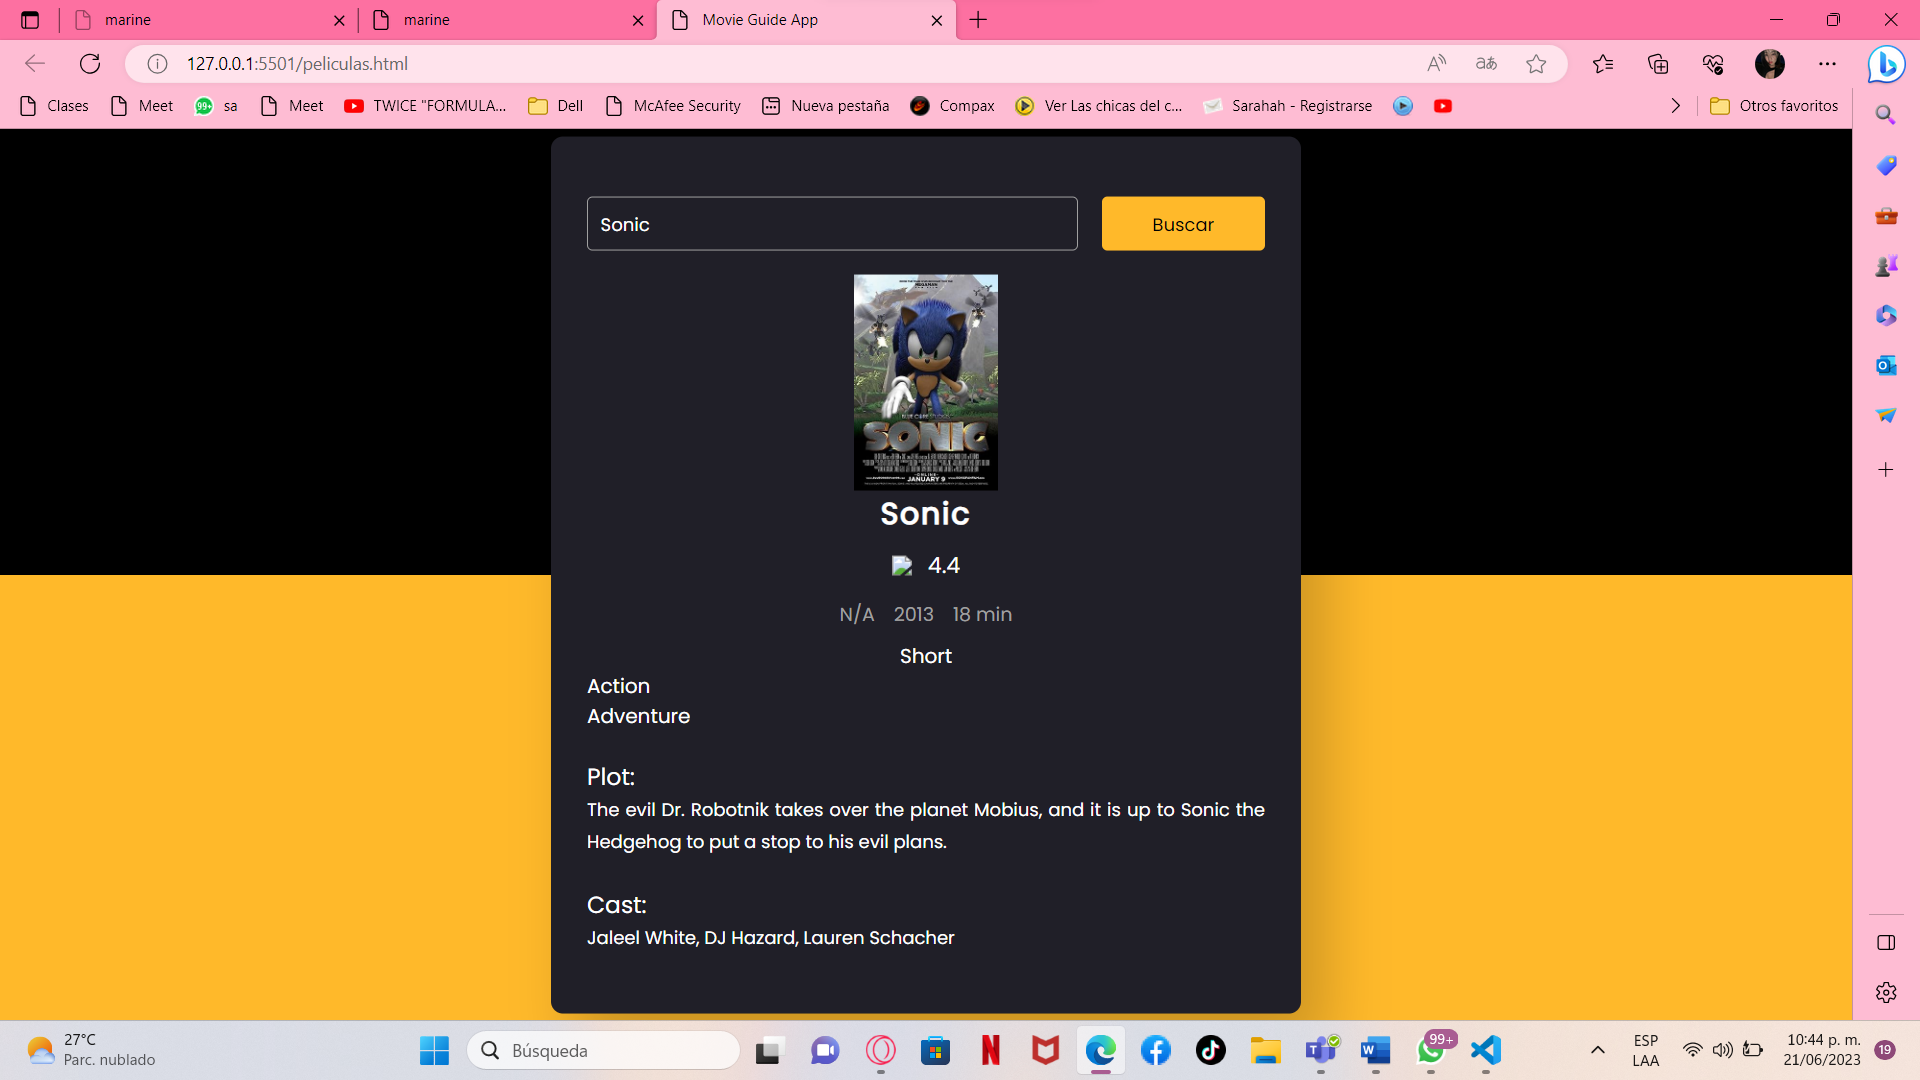 marine
marine
Movie Guide App
127.0.0.1:5501/peliculas.html
Clases
Meet
99+
sa
Meet
TWICE "FORMULA...
Dell
McAfee Security
Nueva pestaña
Compax
Ver Las chicas del c...
Sarahah - Registrarse
Otros favoritos
Sonic
Buscar
SONIC
JANUARY 9
Sonic
4.4
N/A 2013 18 min
Short
Action
Adventure
Plot:
The evil Dr. Robotnik takes over the planet Mobius, and it is up to Sonic the
Hedgehog to put a stop to his evil plans.
Cast:
Jaleel White, DJ Hazard, Lauren Schacher
27°C
Parc. nublado
Búsqueda
99+
ESP
LAA
10:44 p. m.
21/06/2023
19